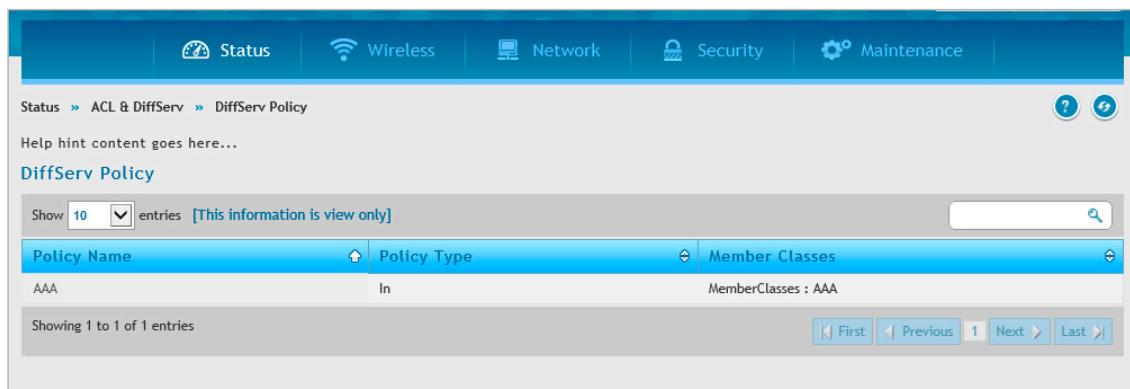 Status Wireless Network Security Maintenance
Status » ACL & DiffServ » DiffServ Policy
Help hint content goes here...
DiffServ Policy
Show 10 entries [This information is view only]
Policy Name Policy Type Member Classes
AAA In MemberClasses : AAA
Showing 1 to 1 of 1 entries First Previous 1 Next Last